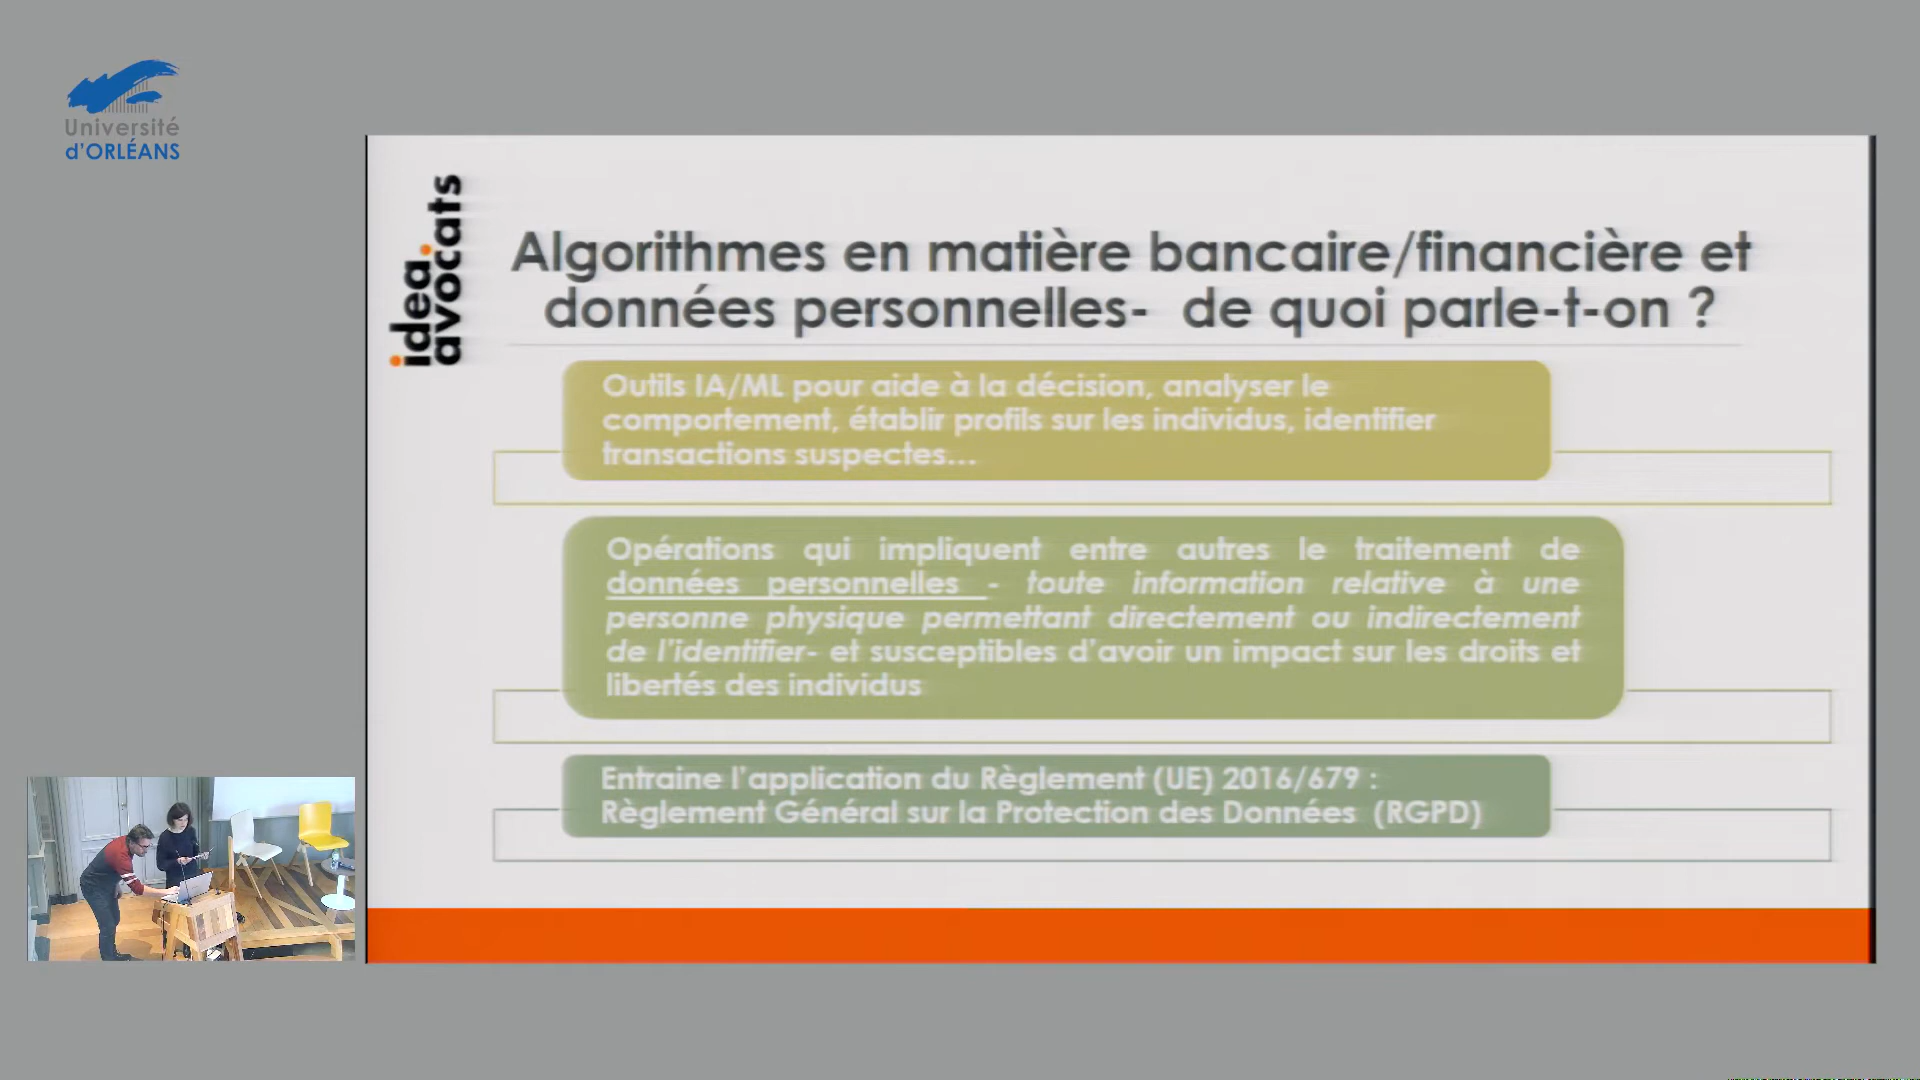 Université
d'ORLÉANS
idea.
avocats
Algorithmes en matière bancaire/financière et
données personnelles- de quoi parle-t-on ?
Outils IA/ML pour aide à la décision, analyser le
comportement, établir profils sur les individus, identifier
transactions suspectes...
Opérations qui impliquent entre autres le traitement de
données personnelles - toute information relative à une
personne physique permettant directement ou indirectement
de l'identifier- et susceptibles d'avoir un impact sur les droits et
libertés des individus
Entraine l'application du Règlement (UE) 2016/679 :
Règlement Général sur la Protection des Données (RGPD)